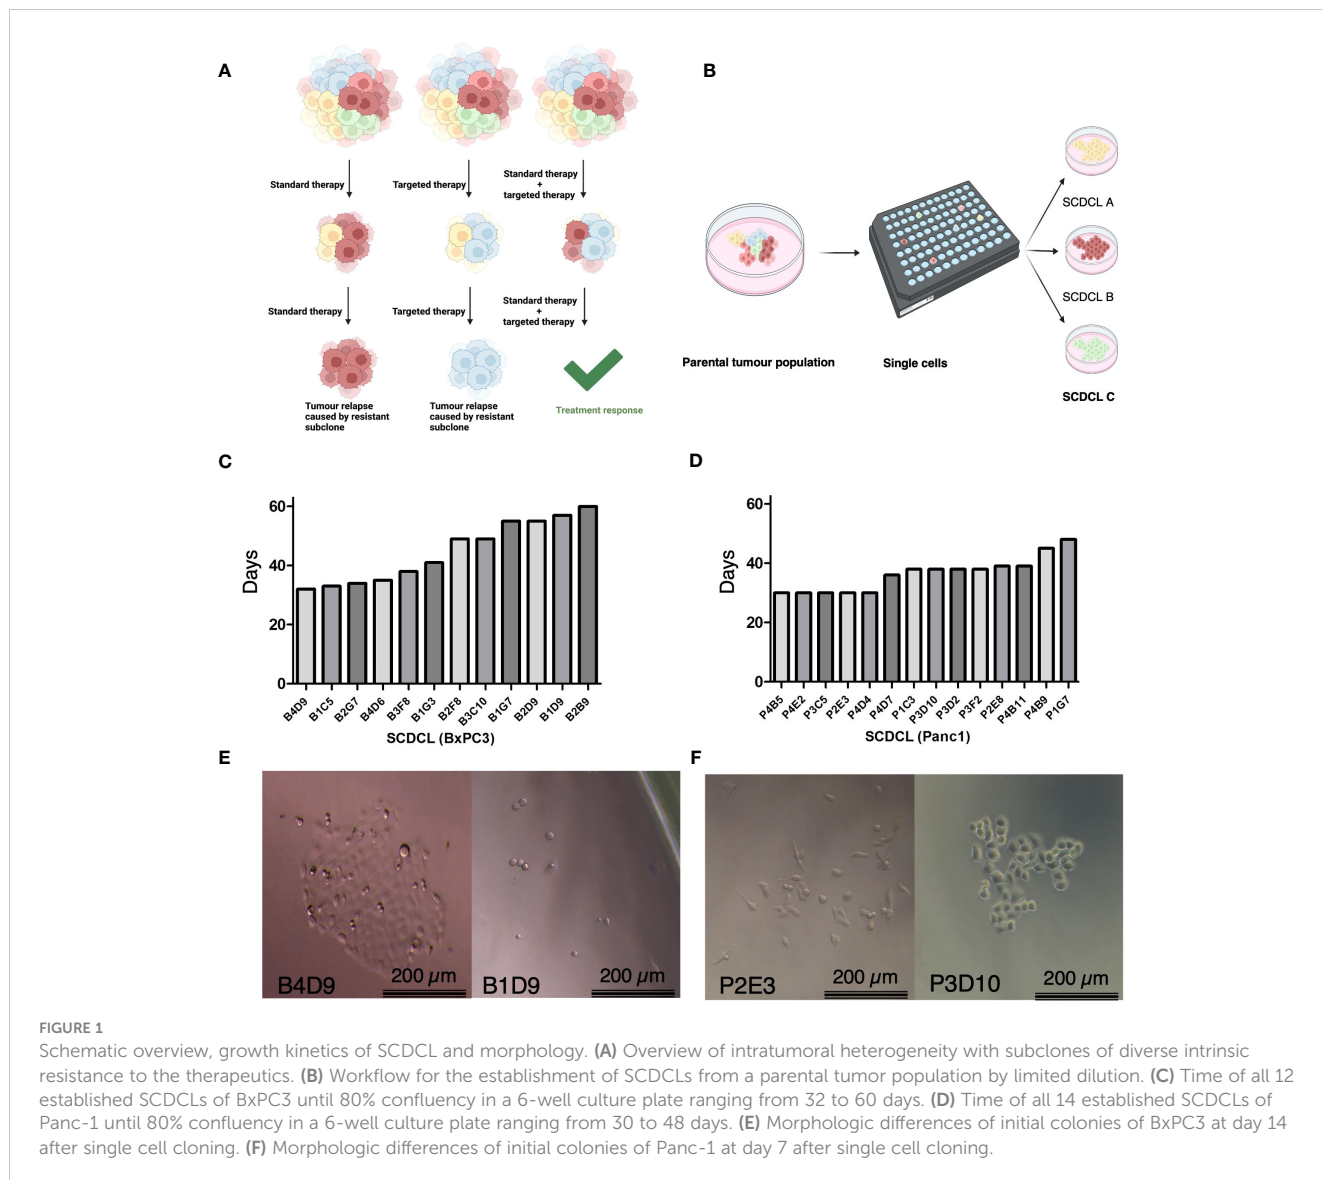 A
B
Standard therapy
Targeted therapy
Standard therapy
+
targeted therapy
Standard therapy
Targeted therapy
Standard therapy
+
targeted therapy
Tumour relapse
caused by resistant
subclone
Tumour relapse
caused by resistant
subclone
Treatment response
Parental tumour population
Single cells
SCDCL A
SCDCL B
SCDCL C
C
60
40
20
0
Days
B4D9
B1C5
B2G7
B4D6
B3F8
B1G3
B2F8
B3C10
B1G7
B2D9
B1D9
B2B9
SCDCL (BxPC3)
D
60
40
20
0
Days
P4B5
P4E2
P3C5
P2E3
P4D4
P4D7
P1C3
P3D10
P3D2
P3F2
P2E8
P4B11
P4B9
P1G7
SCDCL (Panc1)
E
B4D9
200 µm
B1D9
200 µm
F
P2E3
200 µm
P3D10
200 µm
FIGURE 1
Schematic overview, growth kinetics of SCDCL and morphology. (A) Overview of intratumoral heterogeneity with subclones of diverse intrinsic
resistance to the therapeutics. (B) Workflow for the establishment of SCDCLs from a parental tumor population by limited dilution. (C) Time of all 12
established SCDCLs of BxPC3 until 80% confluency in a 6-well culture plate ranging from 32 to 60 days. (D) Time of all 14 established SCDCLs of
Panc-1 until 80% confluency in a 6-well culture plate ranging from 30 to 48 days. (E) Morphologic differences of initial colonies of BxPC3 at day 14
after single cell cloning. (F) Morphologic differences of initial colonies of Panc-1 at day 7 after single cell cloning.